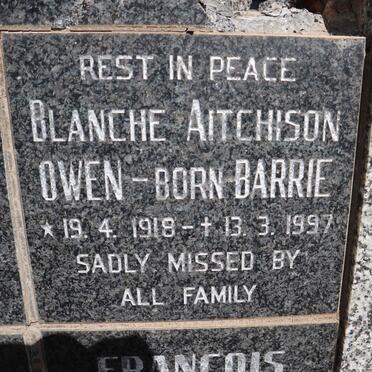 REST IN PEACE
BLANCHE AITCHISON
OWEN - BORN BARRIE
* 19. 4. 1918 - † 13. 3. 1997
SADLY MISSED BY
ALL FAMILY
FRANCOIS